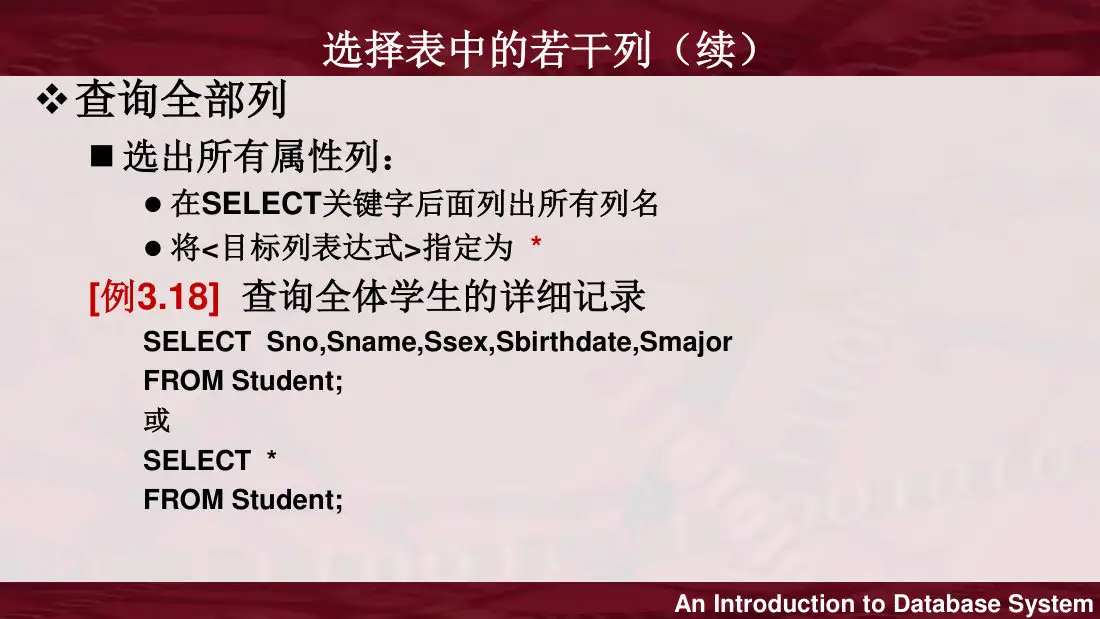 选择表中的若干列（续）
查询全部列
选出所有属性列：
在SELECT关键字后面列出所有列名
将<目标列表达式>指定为 *
[例3.18] 查询全体学生的详细记录
SELECT Sno,Sname,Ssex,Sbirthdate,Smajor
FROM Student;
或
SELECT *
FROM Student;
An Introduction to Database System